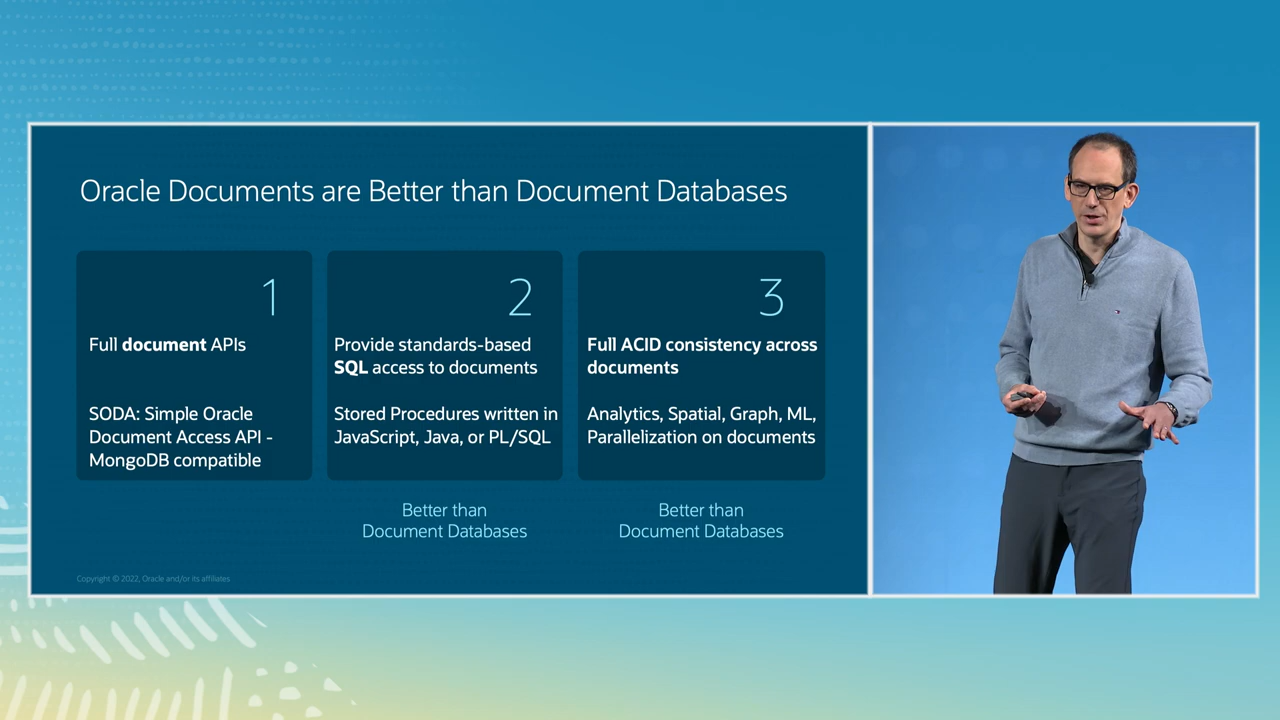 Oracle Documents are Better than Document Databases
1
Full document APIs
SODA: Simple Oracle
Document Access API -
MongoDB compatible
2
Provide standards-based
SQL access to documents
Stored Procedures written in
JavaScript, Java, or PL/SQL
Better than
Document Databases
3
Full ACID consistency across
documents
Analytics, Spatial, Graph, ML,
Parallelization on documents
Better than
Document Databases
Copyright © 2022, Oracle and/or its affiliates